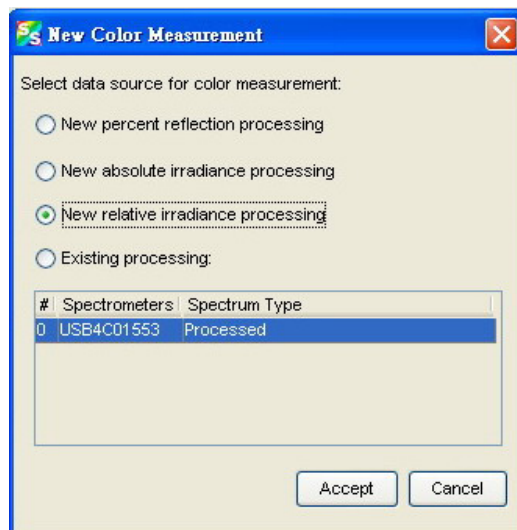 New Color Measurement
Select data source for color measurement:
New percent reflection processing
New absolute irradiance processing
New relative irradiance processing
Existing processing:
# Spectrometers Spectrum Type
0 USB4C01553 Processed
Accept Cancel